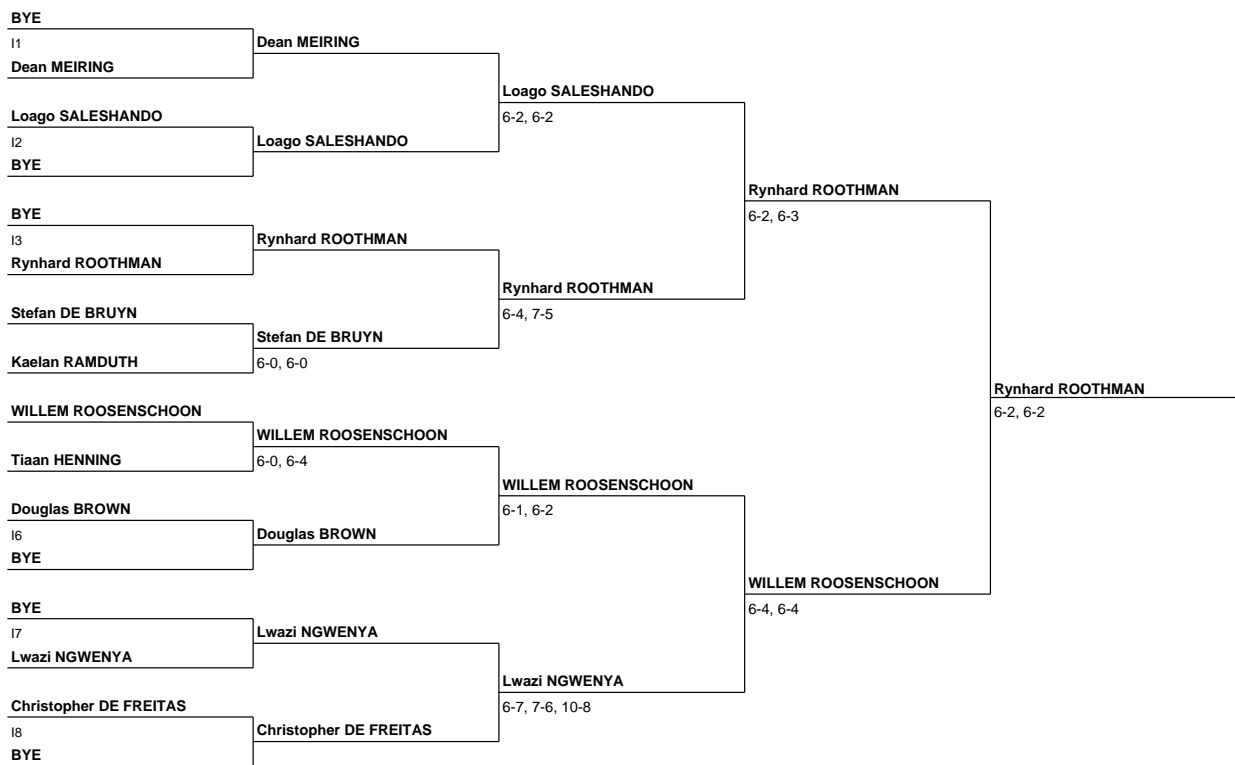 BYE
I1
Dean MEIRING
Dean MEIRING
Loago SALESHANDO
6-2, 6-2
Loago SALESHANDO
I2
Loago SALESHANDO
BYE
Rynhard ROOTHMAN
6-2, 6-3
BYE
I3
Rynhard ROOTHMAN
Rynhard ROOTHMAN
Rynhard ROOTHMAN
6-4, 7-5
Stefan DE BRUYN
Stefan DE BRUYN
6-0, 6-0
Kaelan RAMDUTH
Rynhard ROOTHMAN
6-2, 6-2
WILLEM ROOSENSCHOON
WILLEM ROOSENSCHOON
6-0, 6-4
Tiaan HENNING
WILLEM ROOSENSCHOON
6-1, 6-2
Douglas BROWN
I6
Douglas BROWN
BYE
WILLEM ROOSENSCHOON
6-4, 6-4
BYE
I7
Lwazi NGWENYA
Lwazi NGWENYA
Lwazi NGWENYA
6-7, 7-6, 10-8
Christopher DE FREITAS
I8
Christopher DE FREITAS
BYE